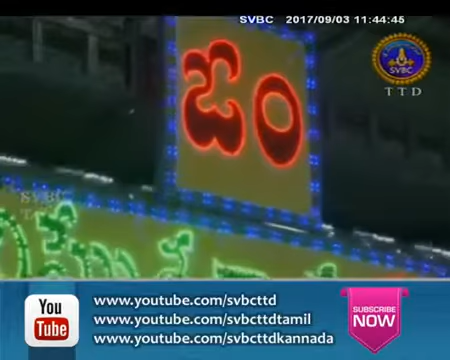 SVBC 2017/09/03 11:44:45
SVBC
TTD
ఓం
You
Tube
www.youtube.com/svbcttd
www.youtube.com/svbcttdtamil
www.youtube.com/svbcttdkannada
SUBSCRIBE
NOW